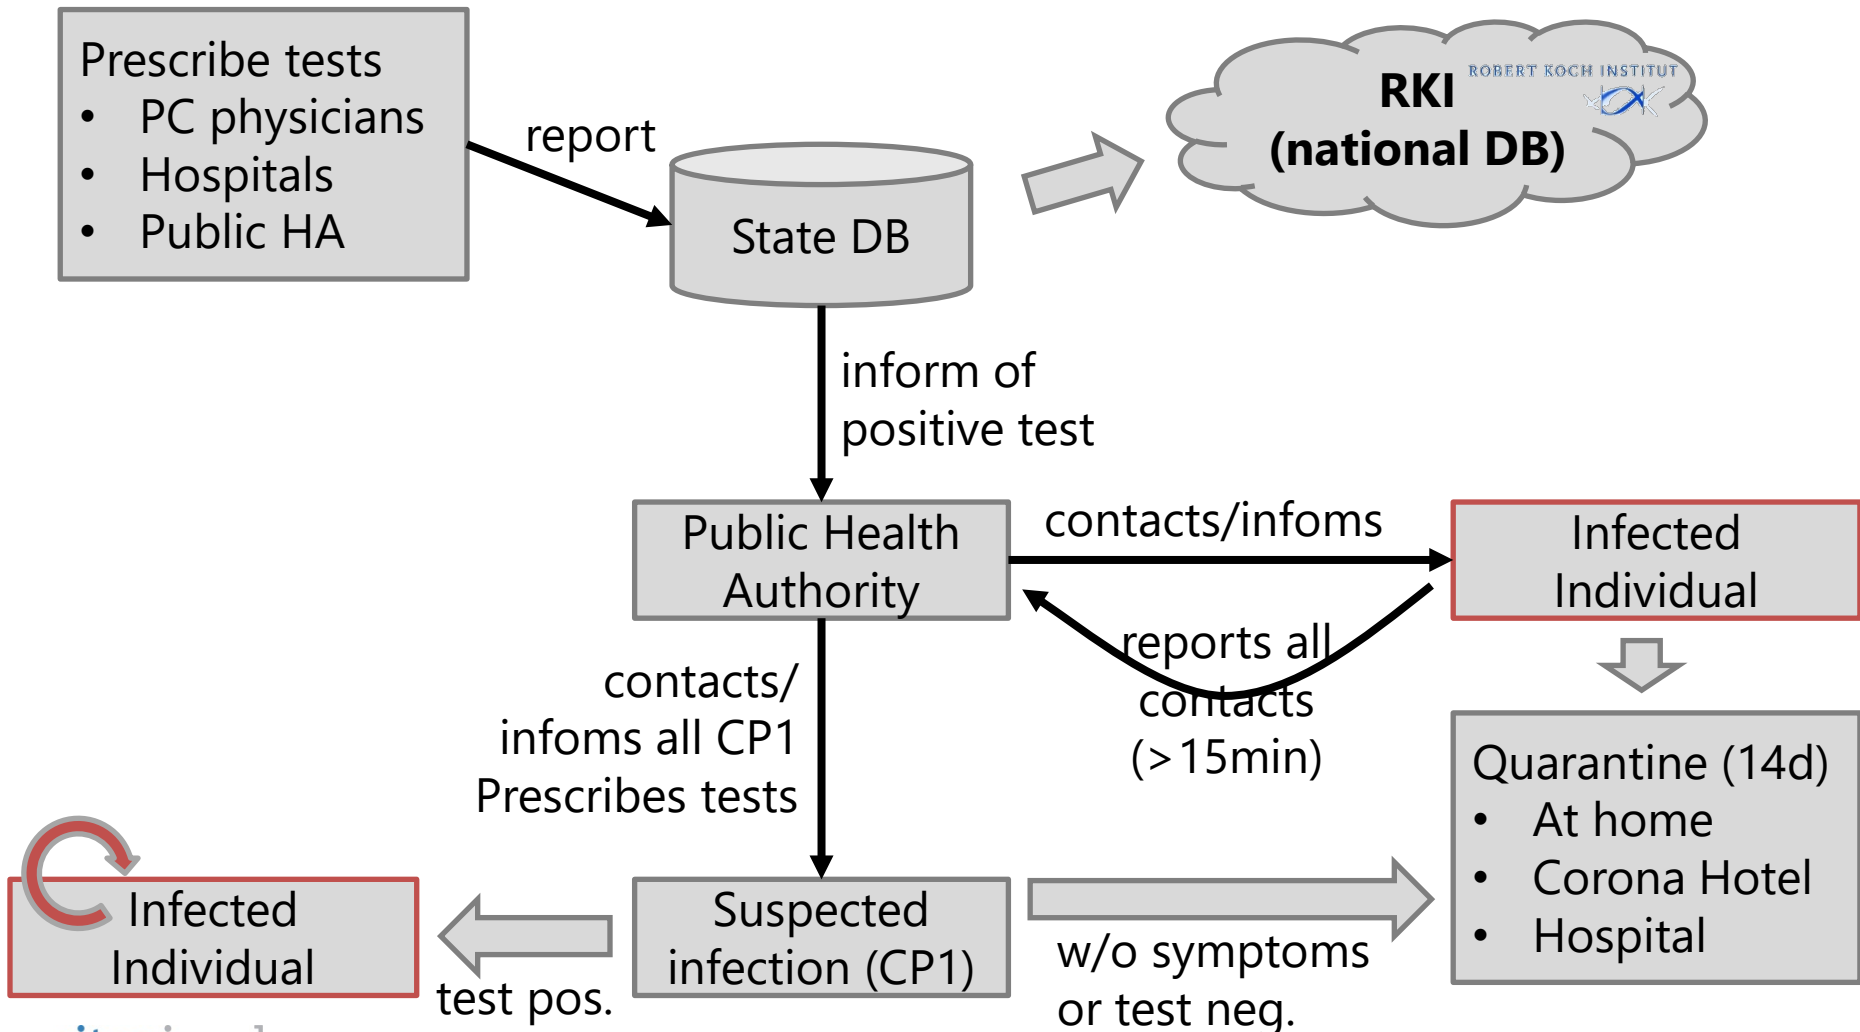 Prescribe tests
• PC physicians
• Hospitals
• Public HA
report
State DB
ROBERT KOCH INSTITUT
RKI
(national DB)
inform of
positive test
Public Health
Authority
contacts/infoms
Infected
Individual
reports all
contacts
(>15min)
contacts/
infoms all CP1
Prescribes tests
Quarantine (14d)
• At home
• Corona Hotel
• Hospital
Infected
Individual
test pos.
Suspected
infection (CP1)
w/o symptoms
or test neg.